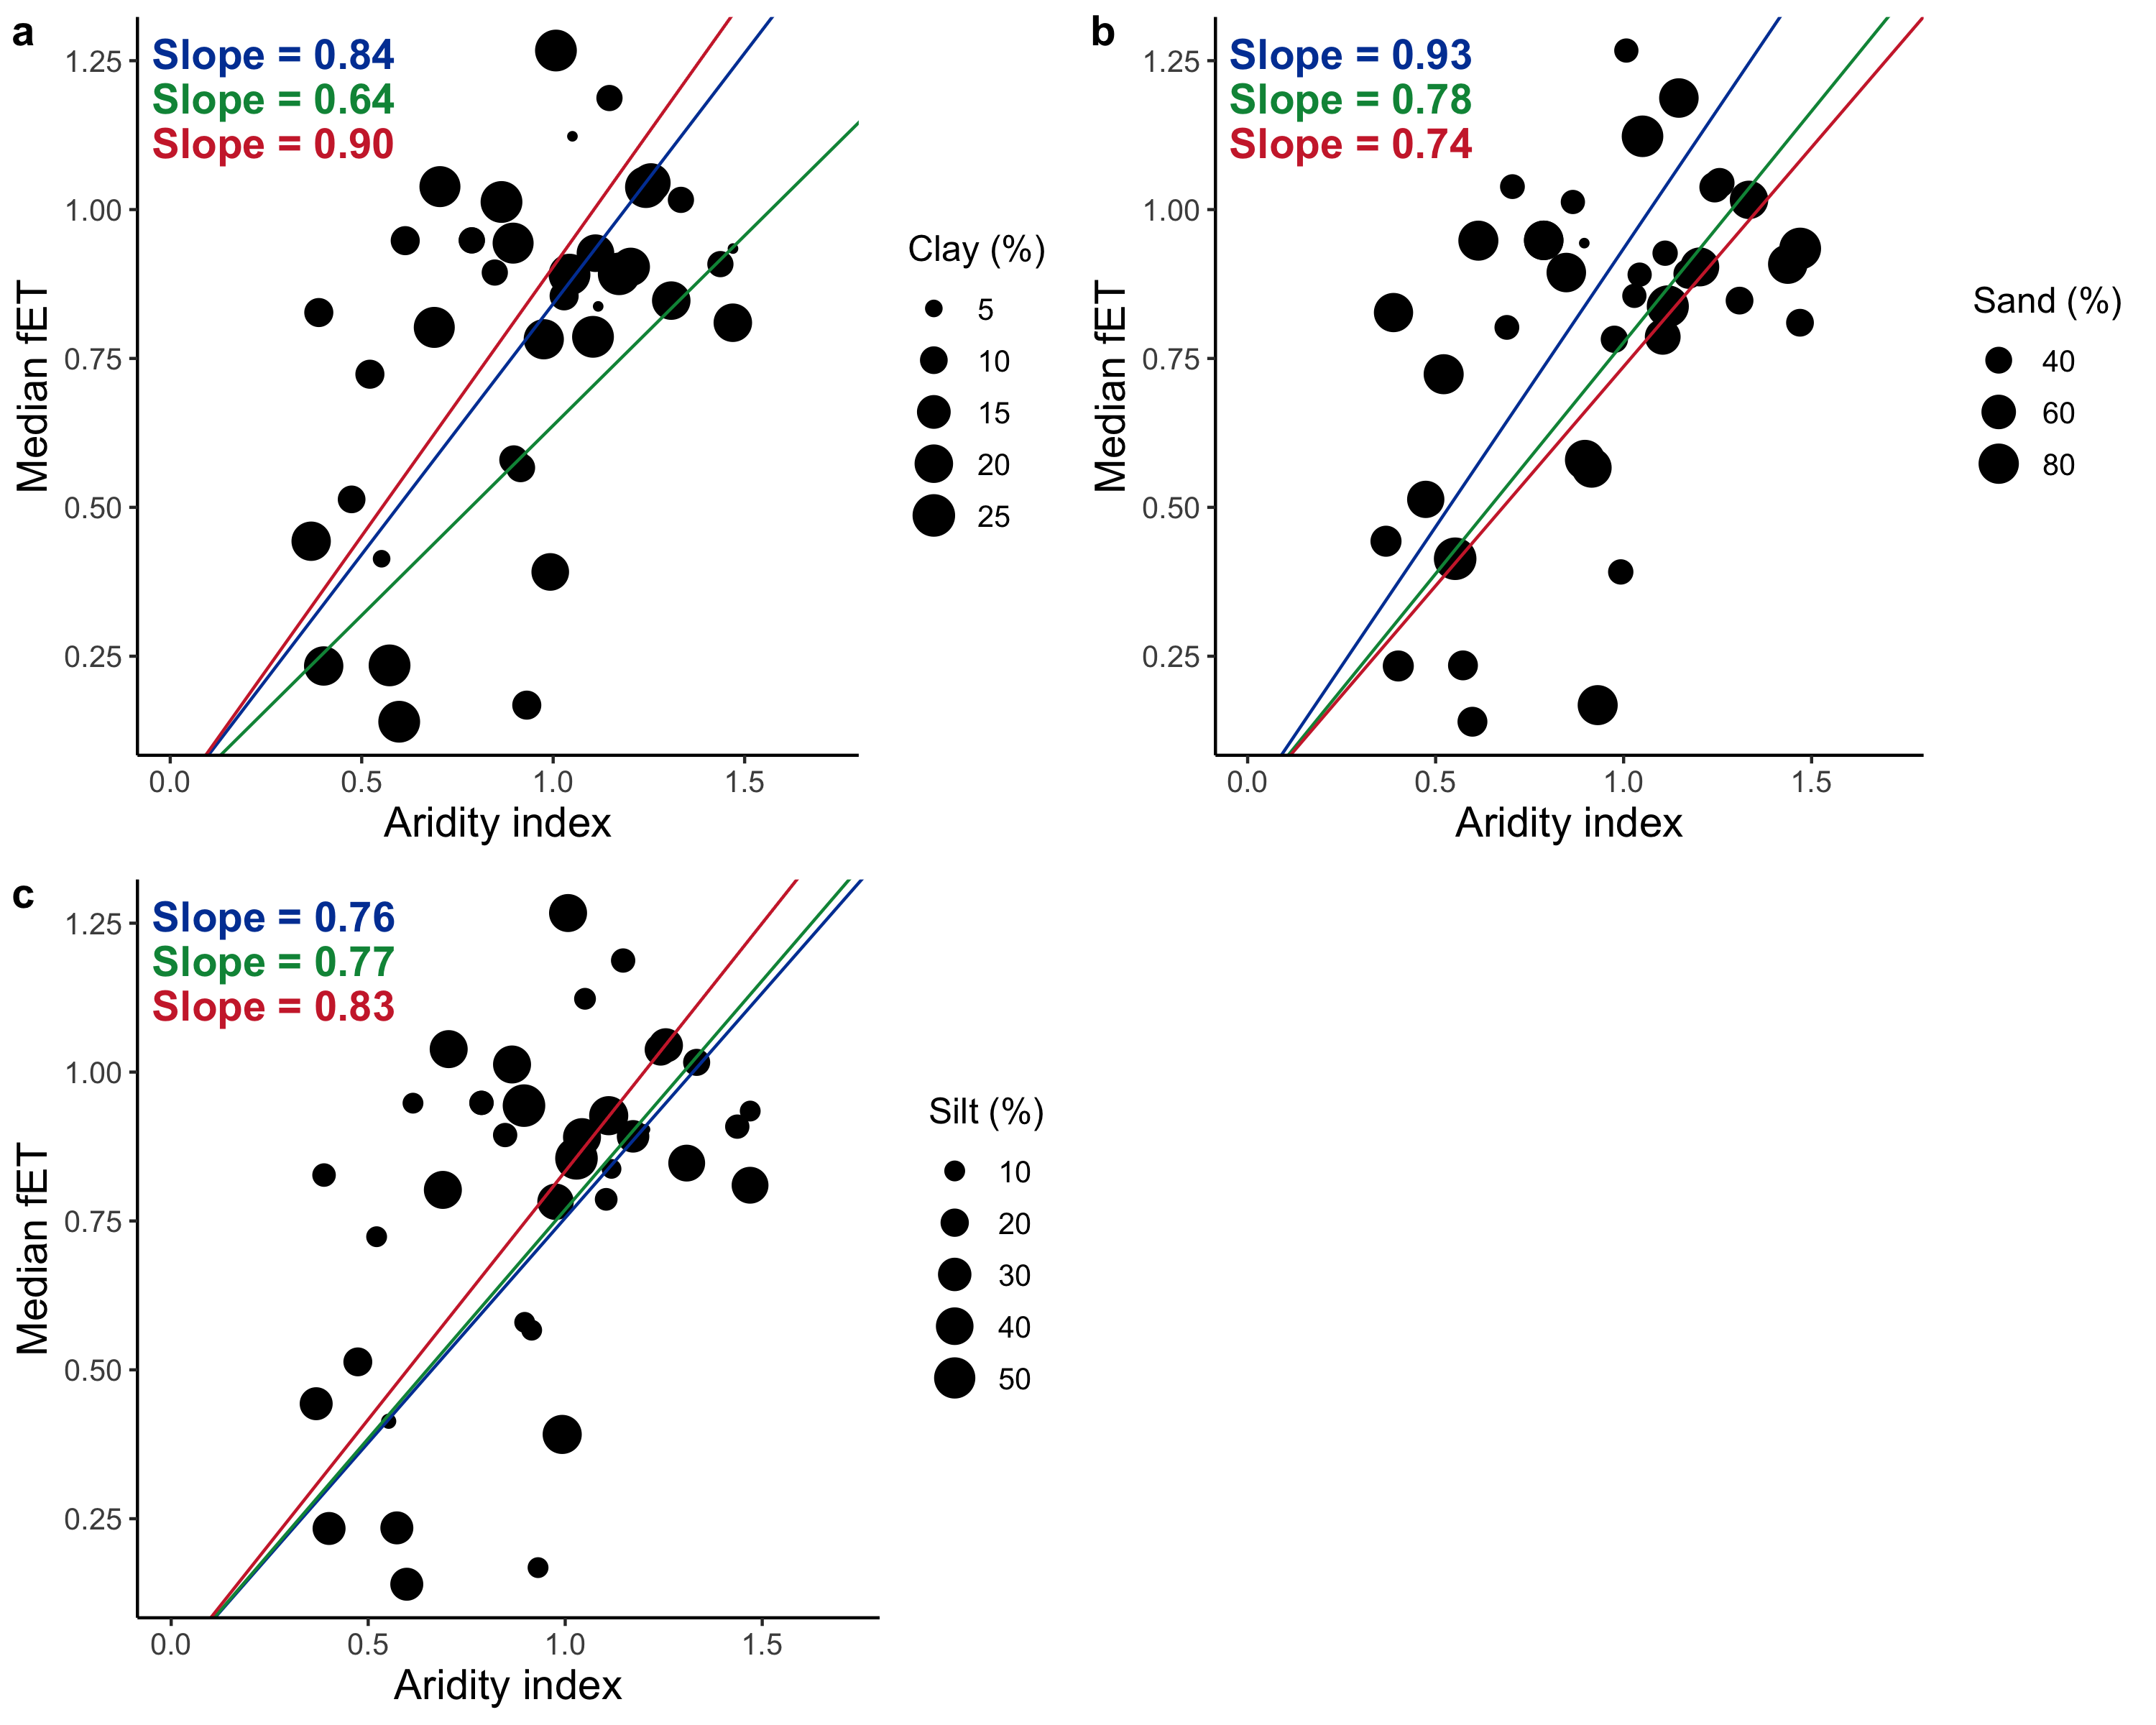 a
Slope = 0.84
Slope = 0.64
Slope = 0.90
1.25
1.00
0.75
0.50
0.25
Median fET
0.0 0.5 1.0 1.5
Aridity index
Clay (%)
5
10
15
20
25
b
Slope = 0.93
Slope = 0.78
Slope = 0.74
1.25
1.00
0.75
0.50
0.25
Median fET
0.0 0.5 1.0 1.5
Aridity index
Sand (%)
40
60
80
c
Slope = 0.76
Slope = 0.77
Slope = 0.83
1.25
1.00
0.75
0.50
0.25
Median fET
0.0 0.5 1.0 1.5
Aridity index
Silt (%)
10
20
30
40
50